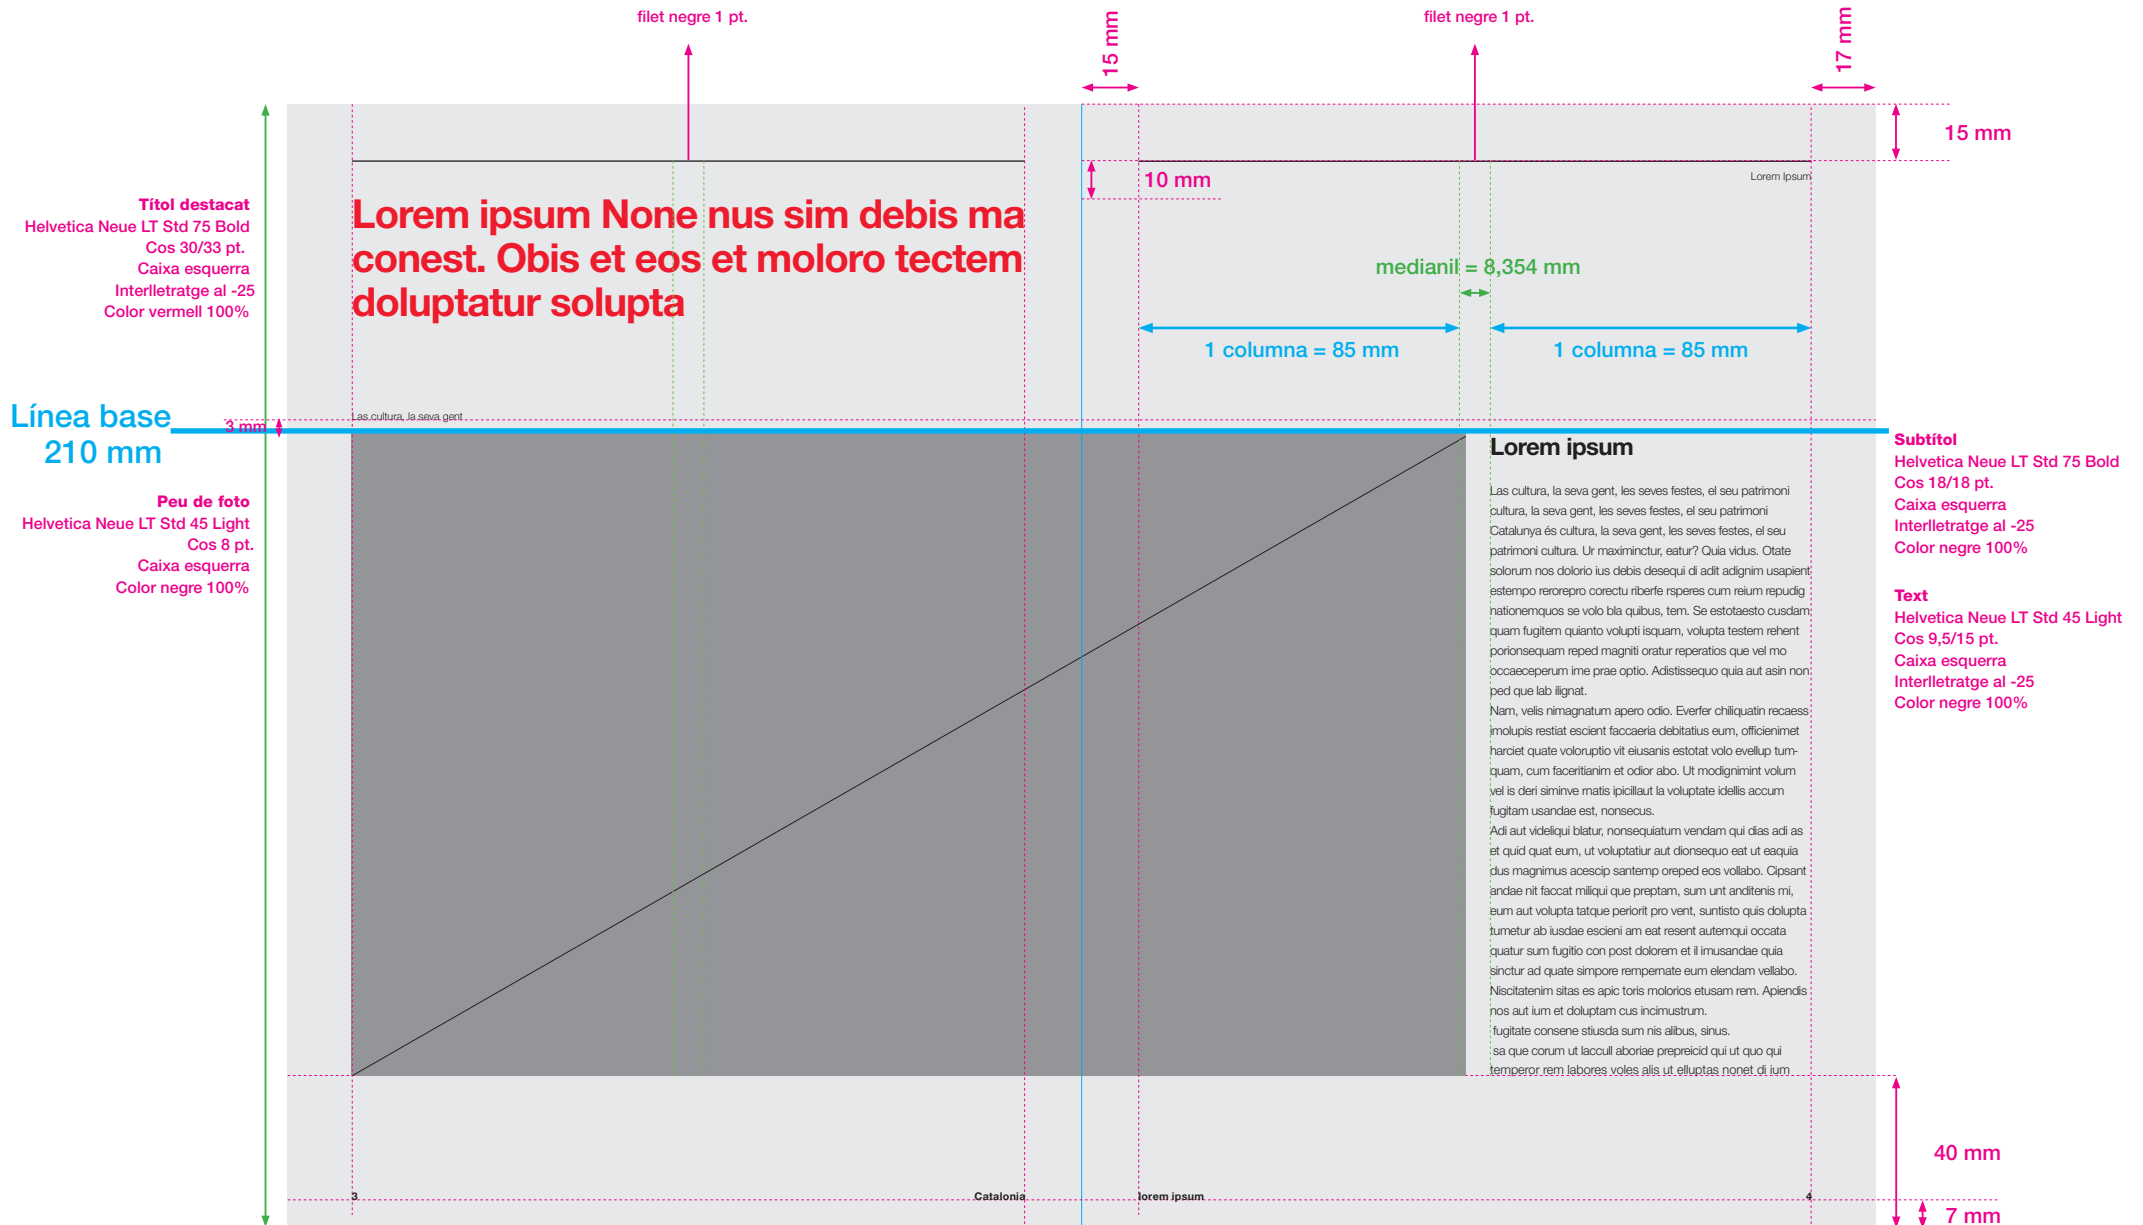 filet negre 1 pt.
filet negre 1 pt.
15 mm
17 mm
15 mm
10 mm
Lorem Ipsum
Títol destacat
Helvetica Neue LT Std 75 Bold
Cos 30/33 pt.
Caixa esquerra
Interlletratge al -25
Color vermell 100%
Lorem ipsum None nus sim debis ma
conest. Obis et eos et moloro tectem
doluptatur solupta
medianil = 8,354 mm
1 columna = 85 mm
1 columna = 85 mm
Línea base
210 mm
3 mm
Las cultura, la seva gent
Peu de foto
Helvetica Neue LT Std 45 Light
Cos 8 pt.
Caixa esquerra
Color negre 100%
Lorem ipsum
Las cultura, la seva gent, les seves festes, el seu patrimoni
cultura, la seva gent, les seves festes, el seu patrimoni
Catalunya és cultura, la seva gent, les seves festes, el seu
patrimoni cultura. Ur maximinctur, eatur? Quia vidus. Otate
solorum nos dolorio ius debis desequi di adit adignim usapient
estempo rerorepro corectu riberfe rsperes cum reium repudig
nationemquos se volo bla quibus, tem. Se estotaesto cusdam
quam fugitem quianto volupti isquam, volupta testem rehent
porionsequam reped magniti oratur reperatios que vel mo
occaeceperum ime prae optio. Adistissequo quia aut asin non
ped que lab ilignat.
Nam, velis nimagnatum apero odio. Everfer chiliquatin recaess
imolupis restiat escient faccaeria debitatius eum, officienimet
harciet quate voloruptio vit eiusanis estotat volo evellup tum-
quam, cum faceritianim et odior abo. Ut modignimint volum
vel is deri siminve rnatis ipicillaut la voluptate idellis accum
fugitam usandae est, nonsecus.
Adi aut videliqui blatur, nonsequiatum vendam qui dias adi as
et quid quat eum, ut voluptatiur aut dionsequo eat ut eaquia
dus magnimus acescip santemp oreped eos vollabo. Cipsant
andae nit faccat miliqui que preptam, sum unt anditenis mi,
eum aut volupta tatque periorit pro vent, suntisto quis dolupta
tumetur ab iusdae escieni am eat resent autemqui occata
quatur sum fugitio con post dolorem et il imusandae quia
sinctur ad quate simpore rempernate eum elendam vellabo.
Niscitatenim sitas es apic toris molorios etusam rem. Apiendis
nos aut ium et doluptam cus incimustrum.
fugitate consene stiusda sum nis alibus, sinus.
sa que corum ut laccull aboriae prepreicid qui ut quo qui
temperor rem labores voles alis ut elluptas nonet di ium
Subtítol
Helvetica Neue LT Std 75 Bold
Cos 18/18 pt.
Caixa esquerra
Interlletratge al -25
Color negre 100%
Text
Helvetica Neue LT Std 45 Light
Cos 9,5/15 pt.
Caixa esquerra
Interlletratge al -25
Color negre 100%
40 mm
3
Catalonia
lorem ipsum
4
7 mm